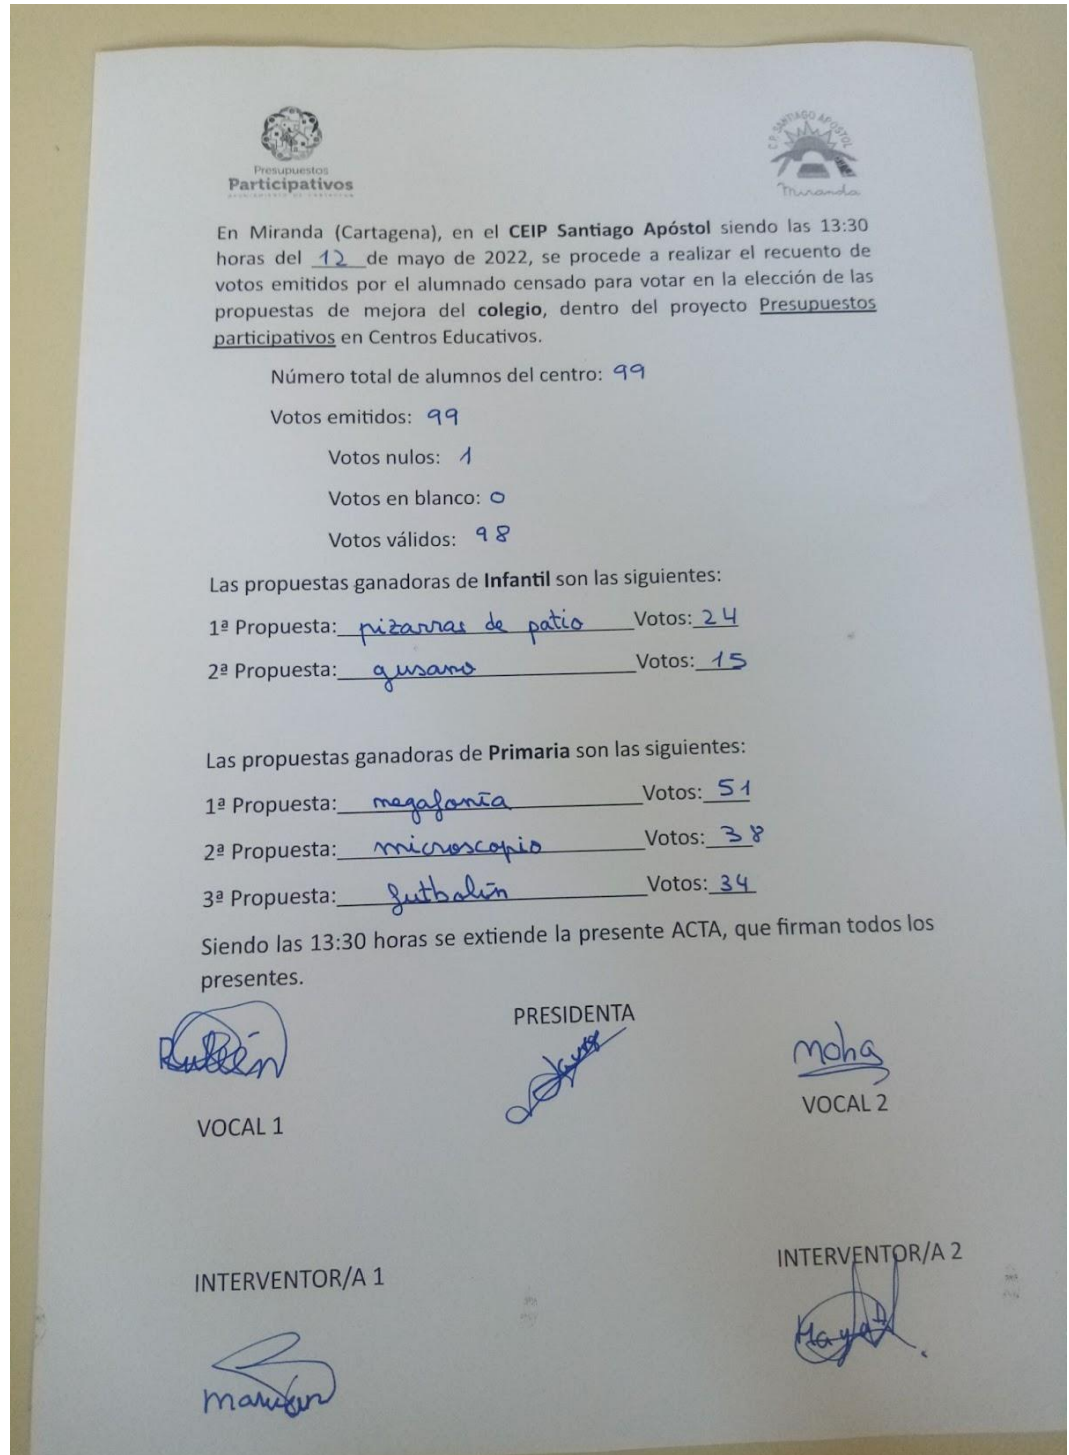 Presupuestos
Participativos
C.P. SANTIAGO APOSTOL
Miranda
En Miranda (Cartagena), en el CEIP Santiago Apóstol siendo las 13:30
horas del 12 de mayo de 2022, se procede a realizar el recuento de
votos emitidos por el alumnado censado para votar en la elección de las
propuestas de mejora del colegio, dentro del proyecto Presupuestos
participativos en Centros Educativos.
Número total de alumnos del centro: 99
Votos emitidos: 99
Votos nulos: 1
Votos en blanco: 0
Votos válidos: 98
Las propuestas ganadoras de Infantil son las siguientes:
1ª Propuesta: pizarras de patio Votos: 24
2ª Propuesta: gusano Votos: 15
Las propuestas ganadoras de Primaria son las siguientes:
1ª Propuesta: megafonía Votos: 51
2ª Propuesta: microscopio Votos: 38
3ª Propuesta: futbolín Votos: 34
Siendo las 13:30 horas se extiende la presente ACTA, que firman todos los
presentes.
PRESIDENTA
Rubén
Moha
VOCAL 2
VOCAL 1
INTERVENTOR/A 2
INTERVENTOR/A 1
Hayat